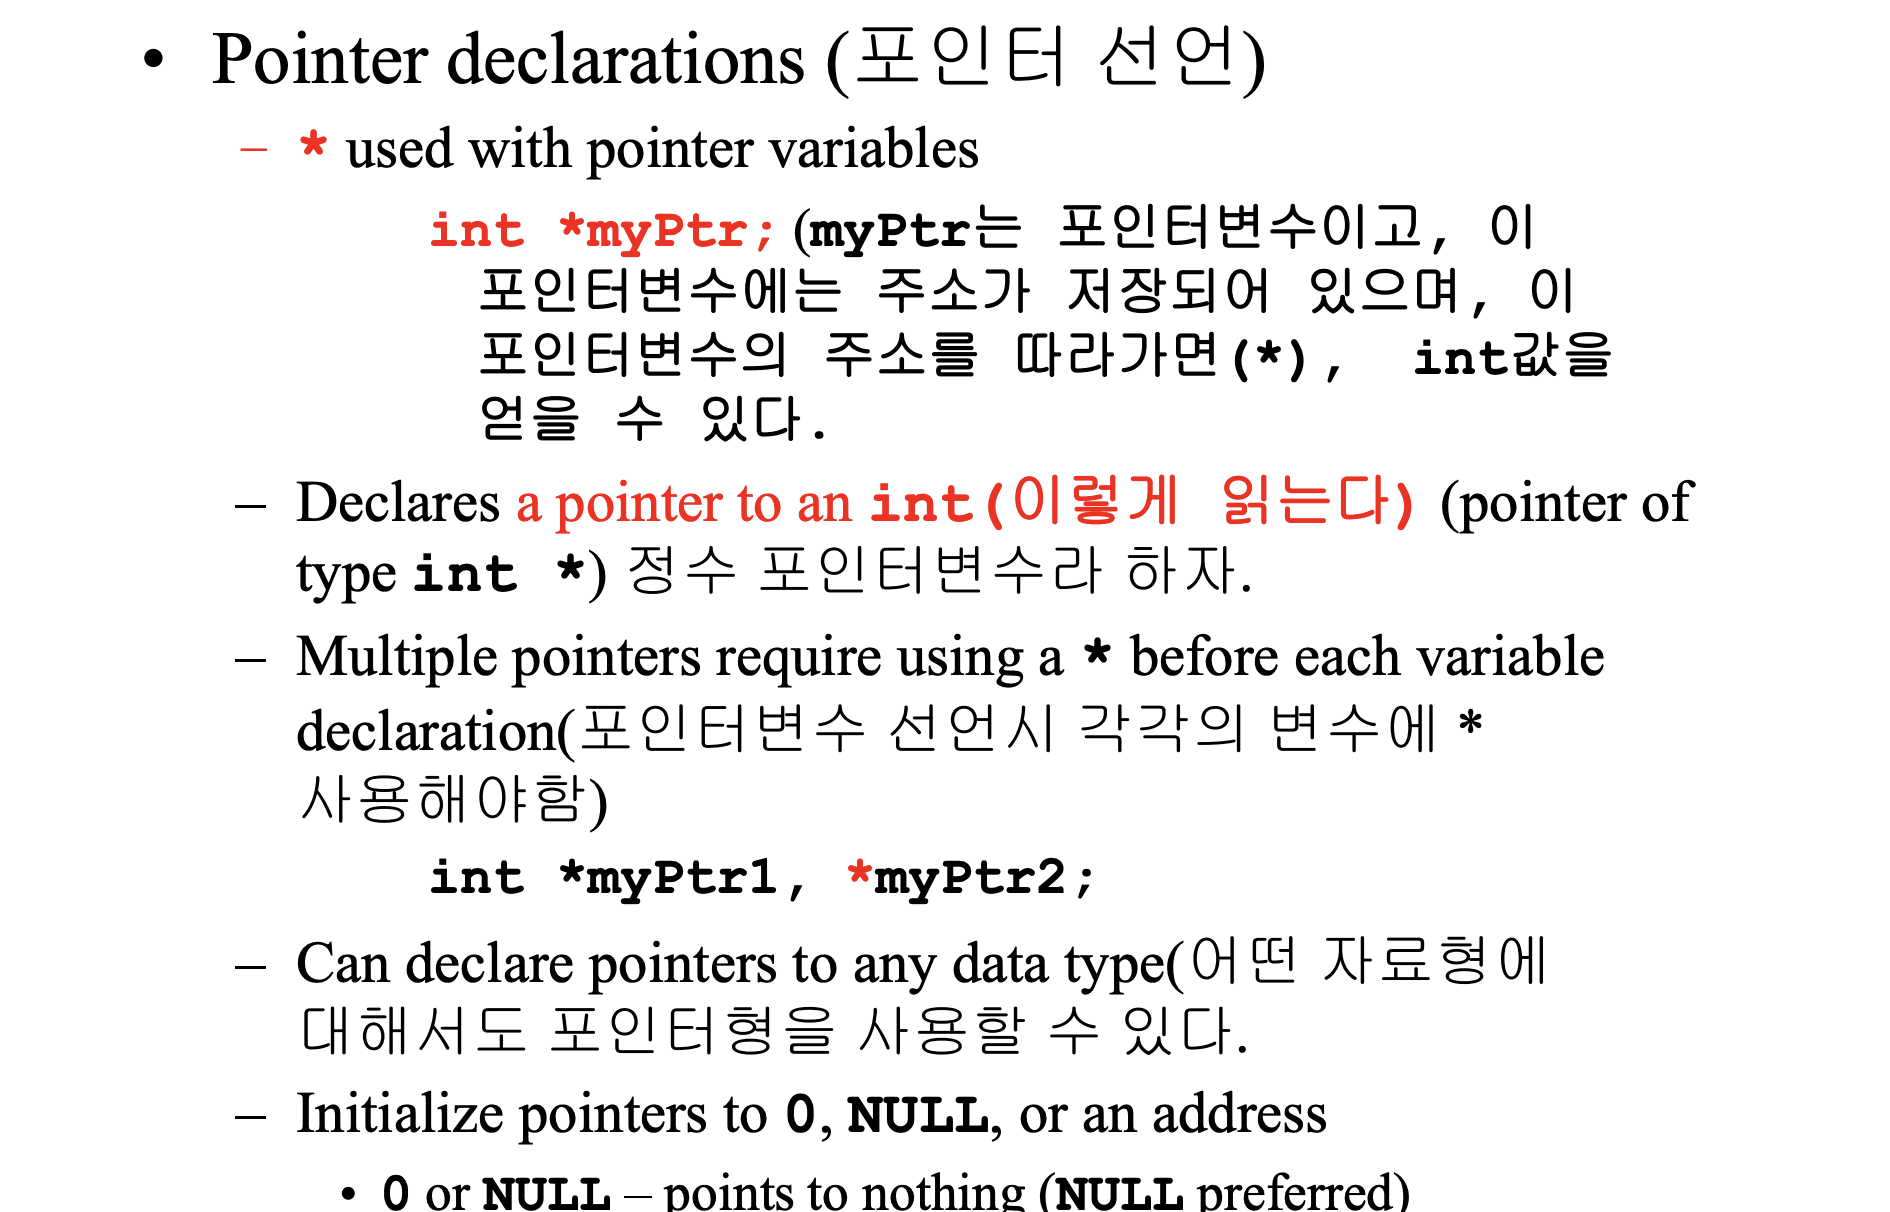 • Pointer declarations (포인터 선언)
– * used with pointer variables
int *myPtr; (myPtr는 포인터변수이고, 이
포인터변수에는 주소가 저장되어 있으며, 이
포인터변수의 주소를 따라가면(*), int값을
얻을 수 있다.
– Declares a pointer to an int(이렇게 읽는다) (pointer of
type int *) 정수 포인터변수라 하자.
– Multiple pointers require using a * before each variable
declaration(포인터변수 선언시 각각의 변수에 *
사용해야함)
int *myPtr1, *myPtr2;
– Can declare pointers to any data type(어떤 자료형에
대해서도 포인터형을 사용할 수 있다.
– Initialize pointers to 0, NULL, or an address
• 0 or NULL – points to nothing (NULL preferred)